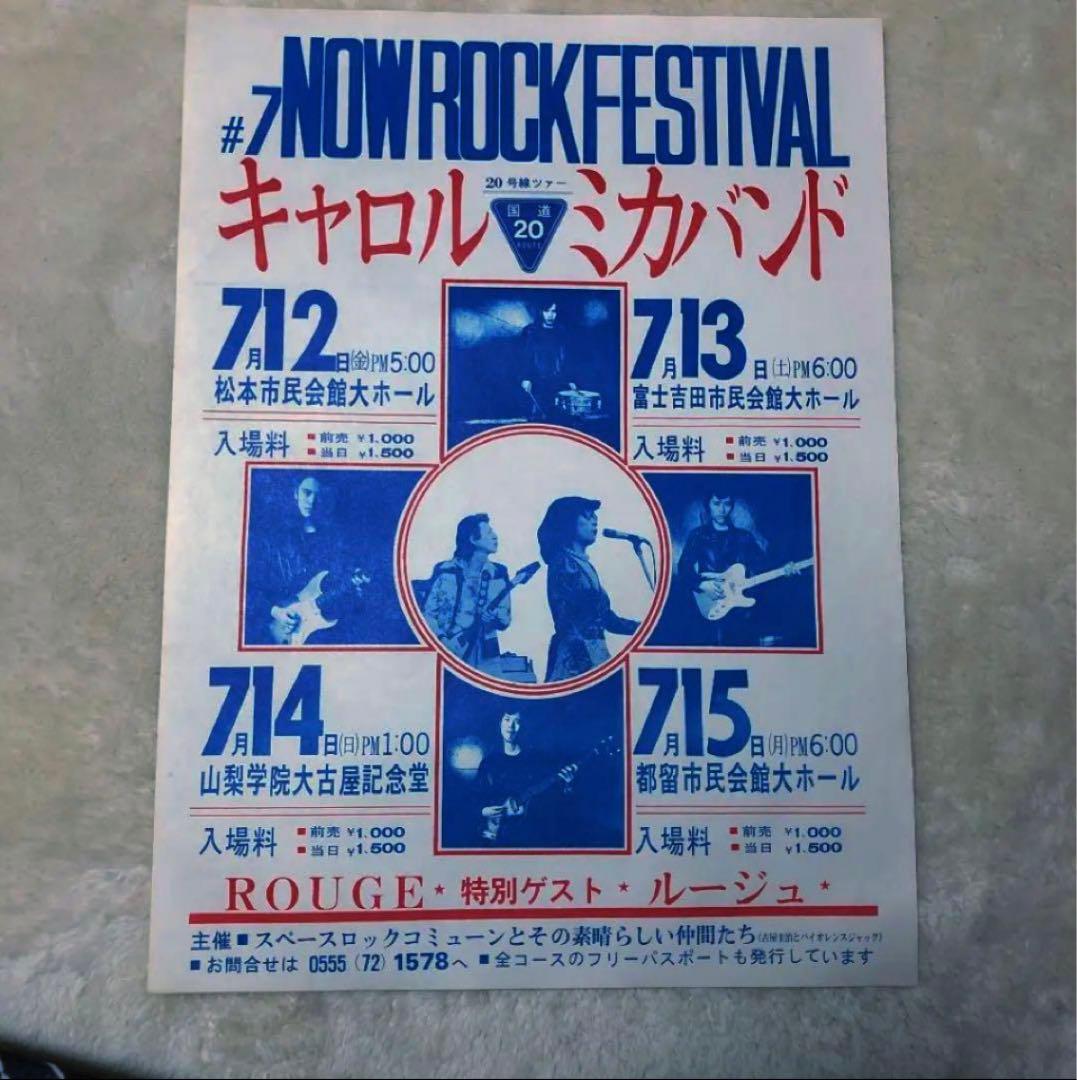 #7 NOW ROCK FESTIVAL
20号線ツァー
キャロル ミカバンド
国道
20
ROUTE
7月12日(金)PM5:00
松本市民会館大ホール
入場料 ■前売 ¥1,000
■当日 ¥1,500
7月13日(土)PM6:00
富士吉田市民会館大ホール
入場料 ■前売 ¥1,000
■当日 ¥1,500
7月14日(日)PM1:00
山梨学院大古屋記念堂
入場料 ■前売 ¥1,000
■当日 ¥1,500
7月15日(月)PM6:00
都留市民会館大ホール
入場料 ■前売 ¥1,000
■当日 ¥1,500
ROUGE★特別ゲスト★ルージュ★
主催■スペースロックコミューンとその素晴らしい仲間たち
■お問合せは 0555(72)1578へ ■全コースのフリーパスポートも発行しています